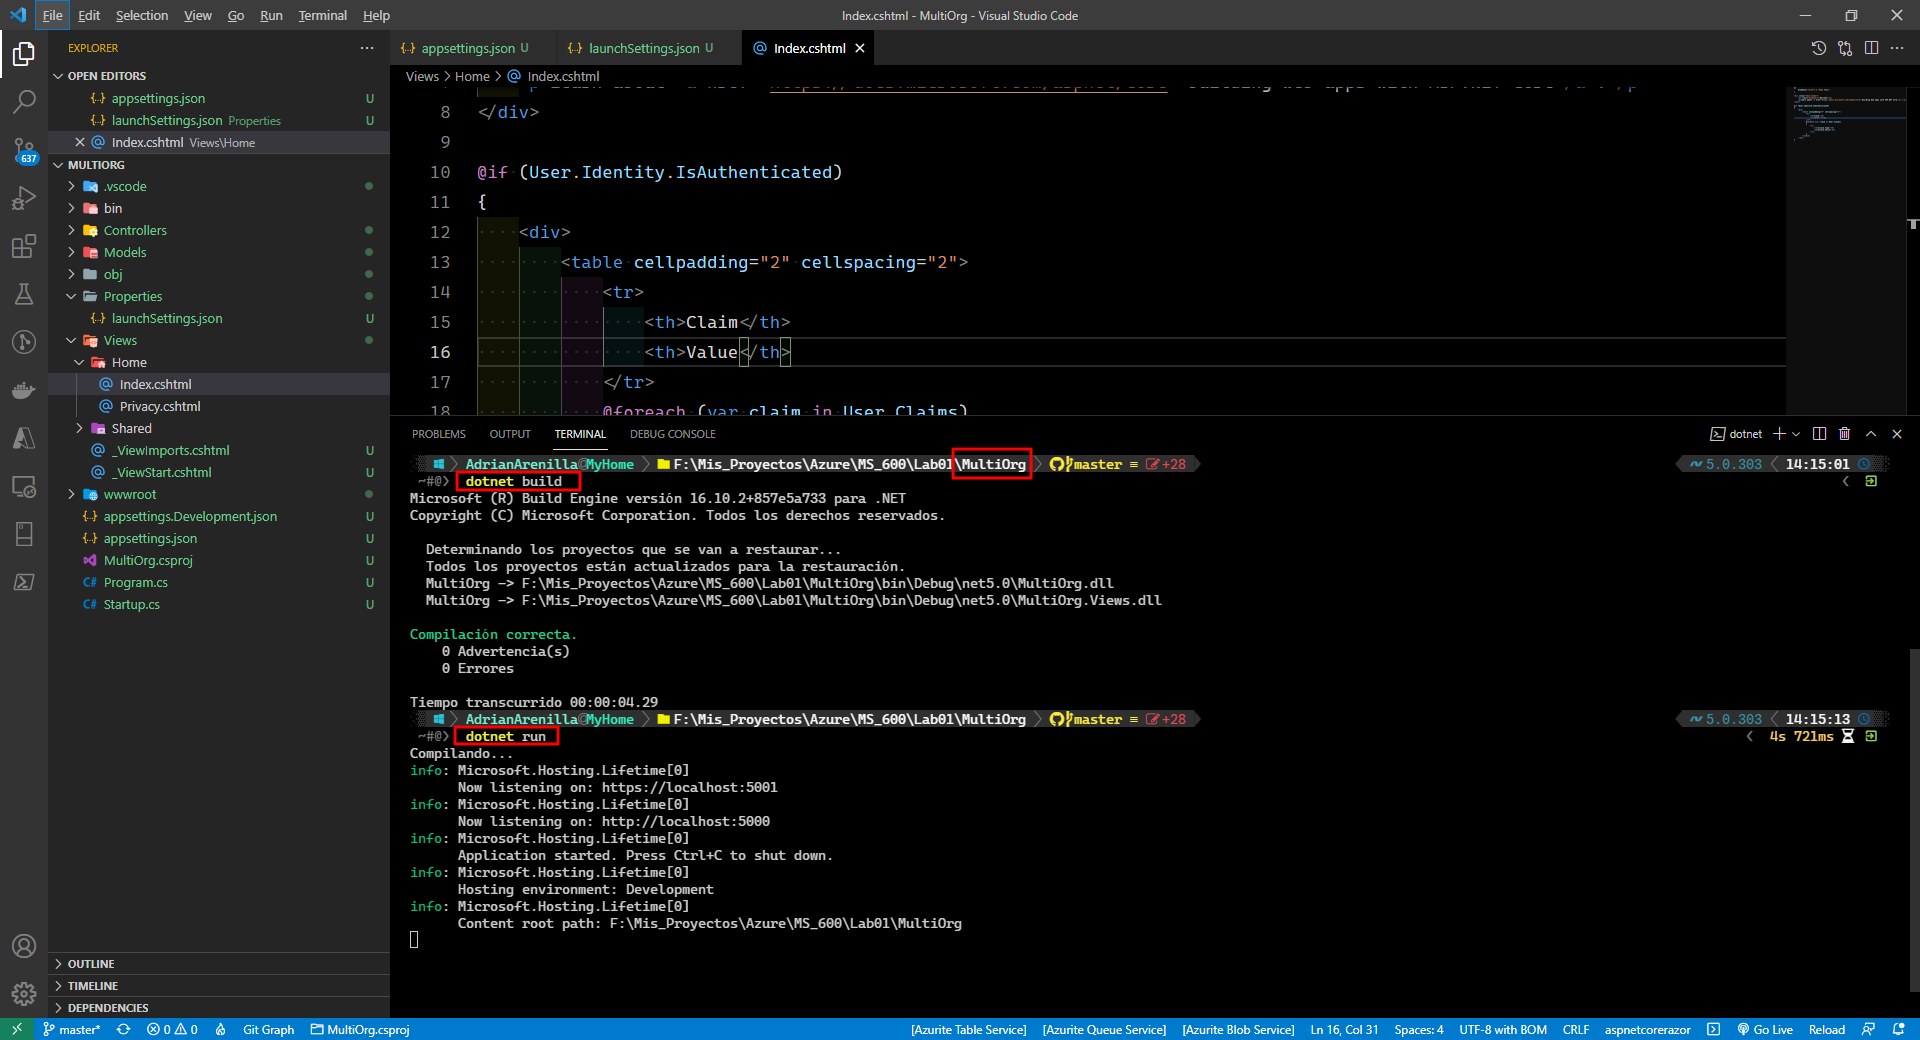 File Edit Selection View Go Run Terminal Help
Index.cshtml - MultiOrg - Visual Studio Code
EXPLORER
OPEN EDITORS
appsettings.json U
launchSettings.json Properties U
Index.cshtml Views\Home
MULTIORG
.vscode
bin
Controllers
Models
obj
Properties
launchSettings.json U
Views
Home
Index.cshtml
Privacy.cshtml
Shared
_ViewImports.cshtml U
_ViewStart.cshtml U
wwwroot
appsettings.Development.json U
appsettings.json U
MultiOrg.csproj U
Program.cs U
Startup.cs U
OUTLINE
TIMELINE
DEPENDENCIES
637
appsettings.json U launchSettings.json U Index.cshtml
Views > Home > Index.cshtml
8 </div>
9
10 @if (User.Identity.IsAuthenticated)
11 {
12 <div>
13 <table cellpadding="2" cellspacing="2">
14 <tr>
15 <th>Claim</th>
16 <th>Value</th>
17 </tr>
18 @foreach (var claim in User.Claims)
PROBLEMS OUTPUT TERMINAL DEBUG CONSOLE
dotnet
AdrianArenilla@MyHome F:\Mis_Proyectos\Azure\MS_600\Lab01\MultiOrg master ≡ +28 5.0.303 14:15:01
~#@> dotnet build
Microsoft (R) Build Engine versión 16.10.2+857e5a733 para .NET
Copyright (C) Microsoft Corporation. Todos los derechos reservados.
Determinando los proyectos que se van a restaurar...
Todos los proyectos están actualizados para la restauración.
MultiOrg -> F:\Mis_Proyectos\Azure\MS_600\Lab01\MultiOrg\bin\Debug\net5.0\MultiOrg.dll
MultiOrg -> F:\Mis_Proyectos\Azure\MS_600\Lab01\MultiOrg\bin\Debug\net5.0\MultiOrg.Views.dll
Compilación correcta.
0 Advertencia(s)
0 Errores
Tiempo transcurrido 00:00:04.29
AdrianArenilla@MyHome F:\Mis_Proyectos\Azure\MS_600\Lab01\MultiOrg master ≡ +28 5.0.303 14:15:13
~#@> dotnet run 4s 721ms
Compilando...
info: Microsoft.Hosting.Lifetime[0]
Now listening on: https://localhost:5001
info: Microsoft.Hosting.Lifetime[0]
Now listening on: http://localhost:5000
info: Microsoft.Hosting.Lifetime[0]
Application started. Press Ctrl+C to shut down.
info: Microsoft.Hosting.Lifetime[0]
Hosting environment: Development
info: Microsoft.Hosting.Lifetime[0]
Content root path: F:\Mis_Proyectos\Azure\MS_600\Lab01\MultiOrg
master* 0 0 Git Graph MultiOrg.csproj [Azurite Table Service] [Azurite Queue Service] [Azurite Blob Service] Ln 16, Col 31 Spaces: 4 UTF-8 with BOM CRLF aspnetcorerazor Go Live Reload